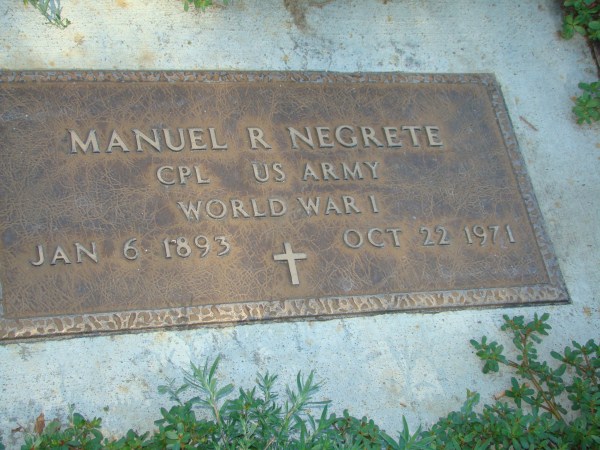 MANUEL R NEGRETE
CPL US ARMY
WORLD WAR I
JAN 6 1893 OCT 22 1971